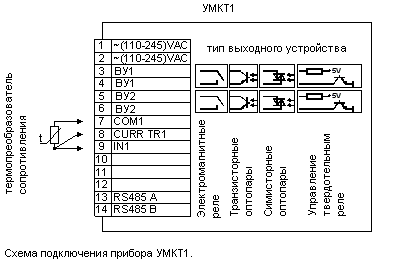 УМКТ1
1 ~(110-245)VAC
2 ~(110-245)VAC
3 ВУ1
4 ВУ1
5 ВУ2
6 ВУ2
7 COM1
8 CURR TR1
9 IN1
10
11
12
13 RS485 A
14 RS485 B
тип выходного устройства
5V
5V
Электромагнитные
реле
Транзисторные
оптопары
Симисторные
оптопары
Управление
твердотельным
реле
термопреобразователь
сопротивления
t
Схема подключения прибора УМКТ1.